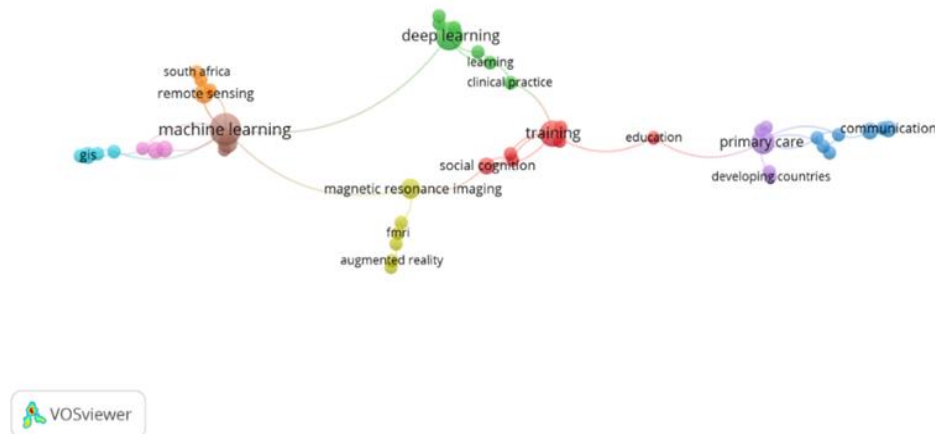 deep learning
learning
south africa
clinical practice
remote sensing
machine learning
training
education
communication
primary care
gis
social cognition
developing countries
magnetic resonance imaging
fmri
augmented reality
VOSviewer